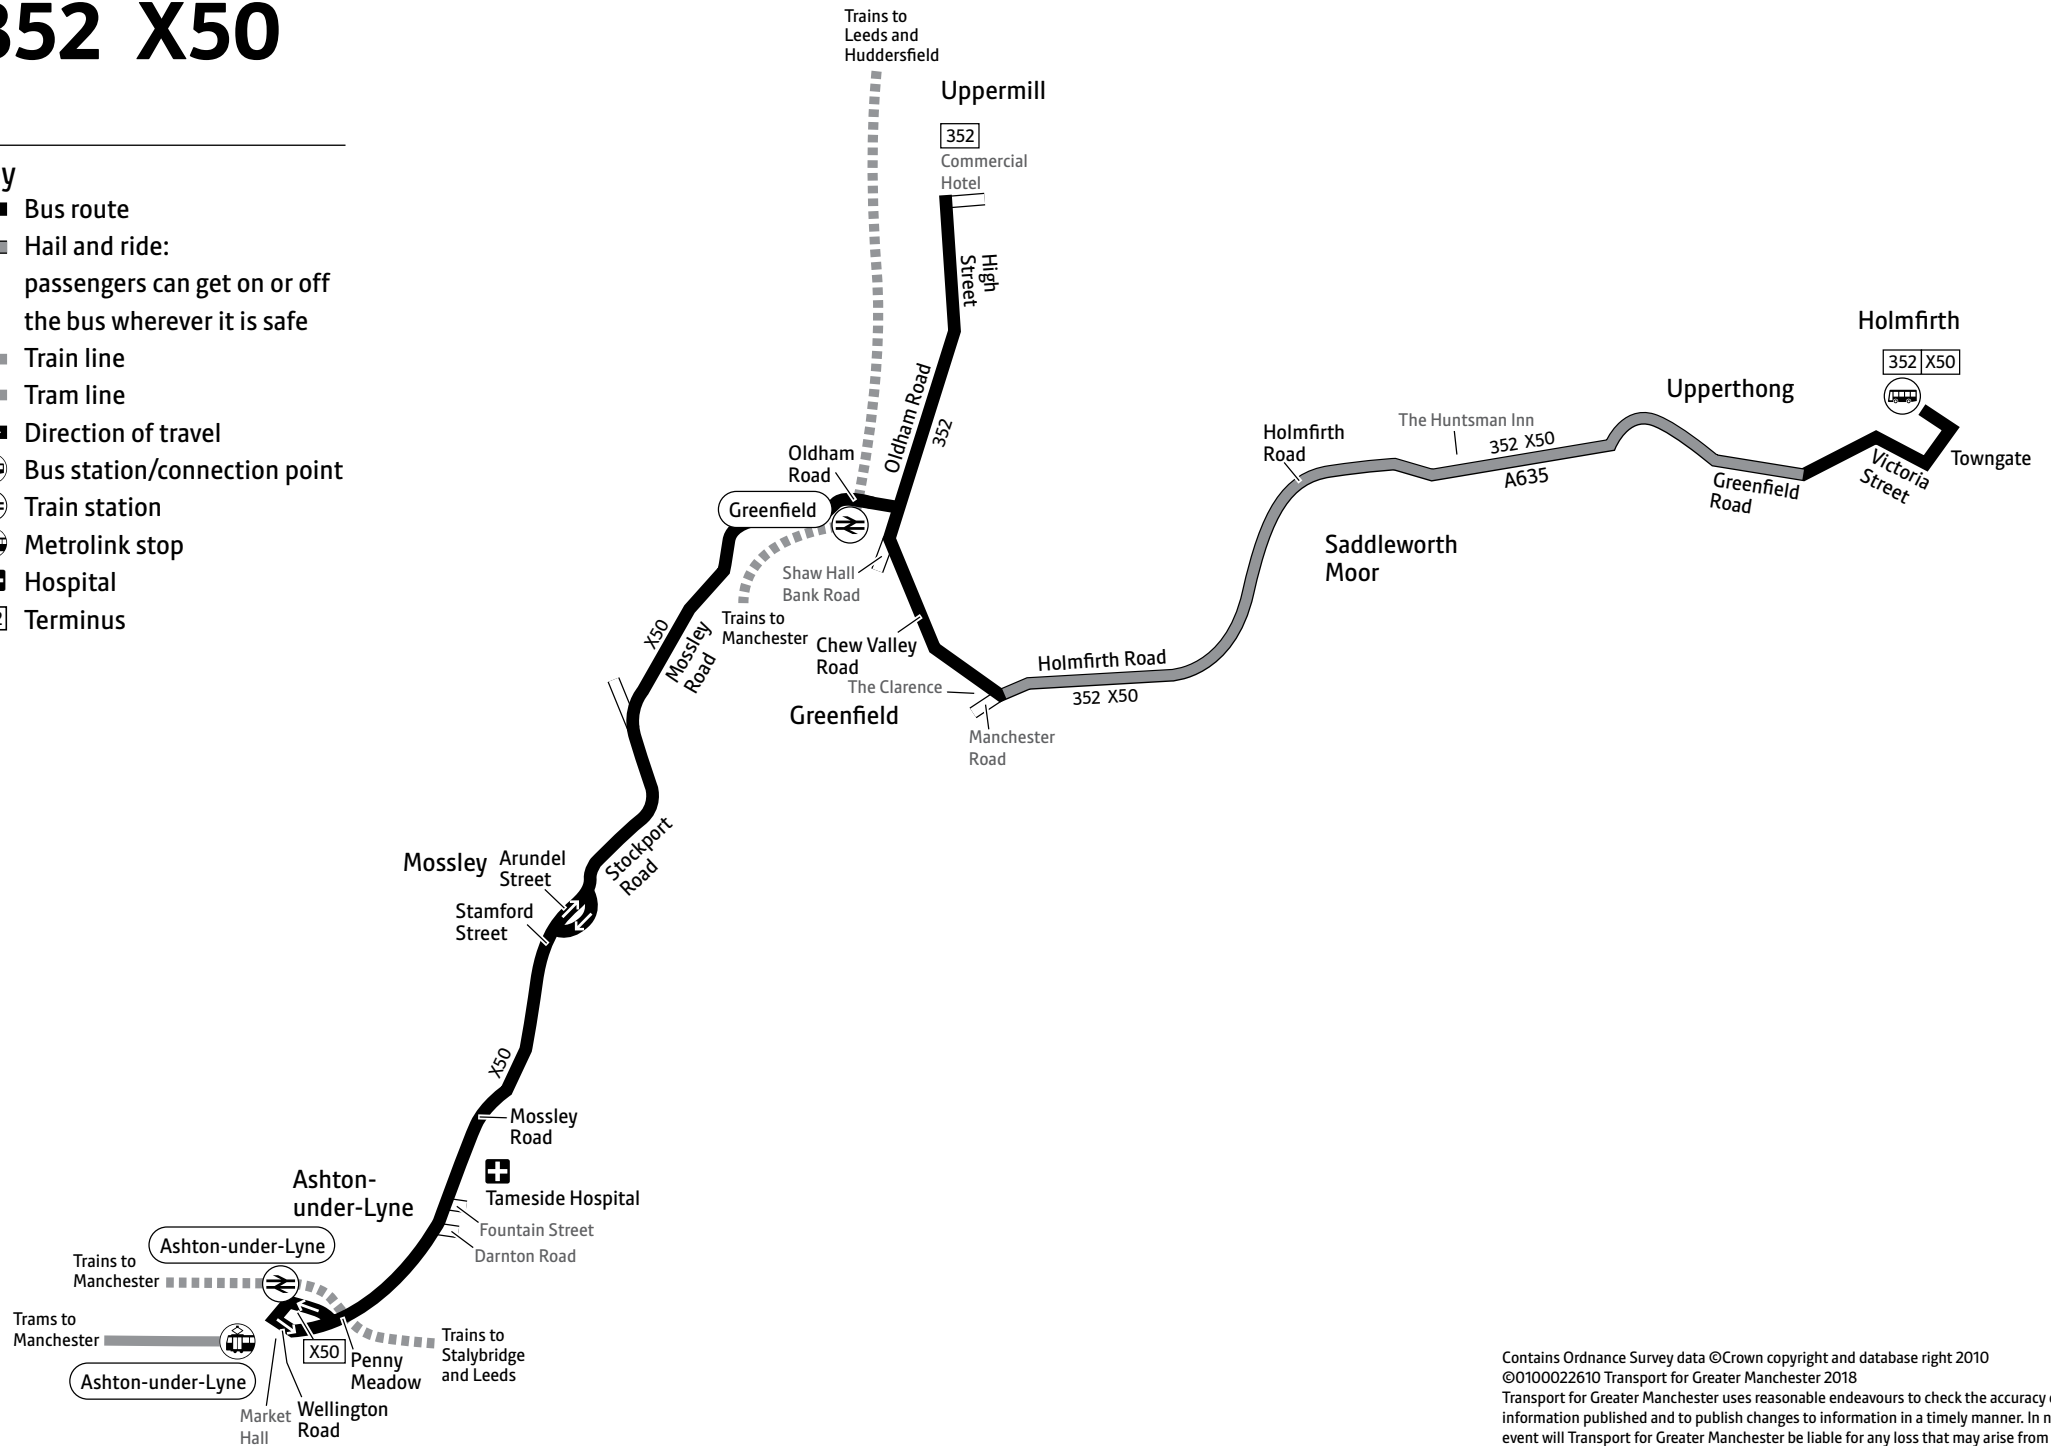 352 X50
y
Bus route
Hail and ride:
passengers can get on or off
the bus wherever it is safe
Train line
Tram line
Direction of travel
Bus station/connection point
Train station
Metrolink stop
Hospital
Terminus
Trains to
Leeds and
Huddersfield
Uppermill
352
Commercial
Hotel
High
Street
Oldham Road
352
Oldham
Road
Greenfield
Shaw Hall
Bank Road
Trains to
Manchester
Chew Valley
Road
The Clarence
Greenfield
Manchester
Road
Holmfirth Road
352 X50
Holmfirth
Road
The Huntsman Inn
352 X50
A635
Saddleworth
Moor
Upperthong
Greenfield
Road
Holmfirth
352 X50
Victoria
Street
Towngate
X50
Mossley
Road
Stockport
Road
Mossley
Arundel
Street
Stamford
Street
X50
Mossley
Road
Tameside Hospital
Fountain Street
Darnton Road
Ashton-
under-Lyne
Ashton-under-Lyne
Trains to
Manchester
Trams to
Manchester
Ashton-under-Lyne
X50
Penny
Meadow
Trains to
Stalybridge
and Leeds
Market
Hall
Wellington
Road
Contains Ordnance Survey data ©Crown copyright and database right 2010
©0100022610 Transport for Greater Manchester 2018
Transport for Greater Manchester uses reasonable endeavours to check the accuracy
information published and to publish changes to information in a timely manner. In
event will Transport for Greater Manchester be liable for any loss that may arise from